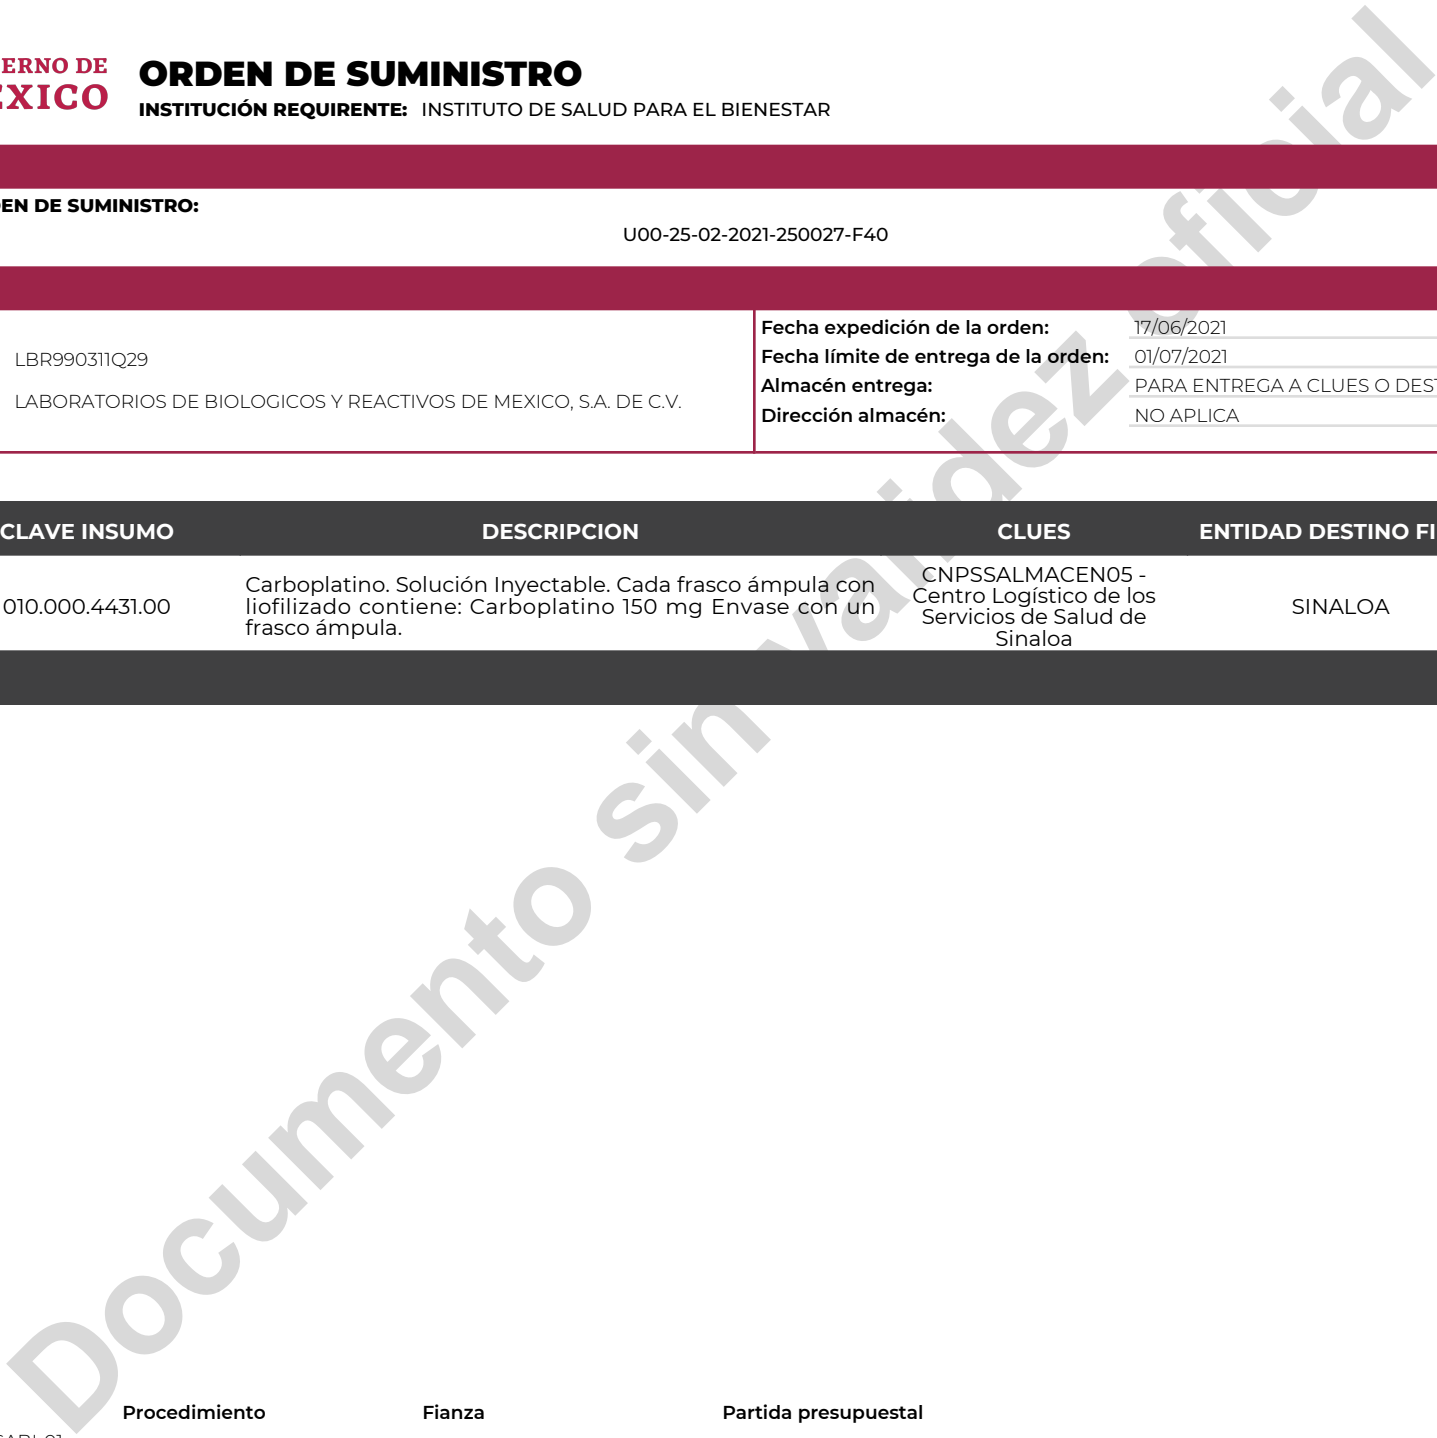 ERNO DE
ÉXICO
ORDEN DE SUMINISTRO
INSTITUCIÓN REQUIRENTE: INSTITUTO DE SALUD PARA EL BIENESTAR
EN DE SUMINISTRO:
U00-25-02-2021-250027-F40
LBR990311Q29
LABORATORIOS DE BIOLOGICOS Y REACTIVOS DE MEXICO, S.A. DE C.V.
Fecha expedición de la orden: 17/06/2021
Fecha límite de entrega de la orden: 01/07/2021
Almacén entrega: PARA ENTREGA A CLUES O DEST
Dirección almacén: NO APLICA
CLAVE INSUMO DESCRIPCION CLUES ENTIDAD DESTINO FI
010.000.4431.00
Carboplatino. Solución Inyectable. Cada frasco ámpula con
liofilizado contiene: Carboplatino 150 mg Envase con un
frasco ámpula.
CNPSSALMACEN05 -
Centro Logístico de los
Servicios de Salud de
Sinaloa
SINALOA
Documento sin validez oficial
Procedimiento Fianza Partida presupuestal